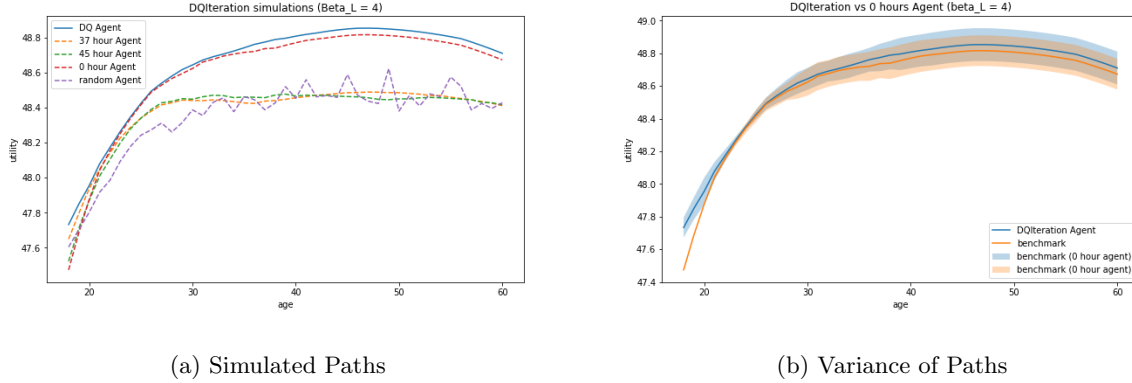 DQIteration simulations (Beta_L = 4)
DQ Agent
37 hour Agent
45 hour Agent
0 hour Agent
random Agent
48.8
48.6
48.4
48.2
48.0
47.8
47.6
utility
20
30
40
50
60
age
(a) Simulated Paths
DQIteration vs 0 hours Agent (beta_L = 4)
49.0
48.8
48.6
48.4
48.2
48.0
47.8
47.6
47.4
utility
DQIteration Agent
benchmark
benchmark (0 hour agent)
benchmark (0 hour agent)
20
30
40
50
60
age
(b) Variance of Paths